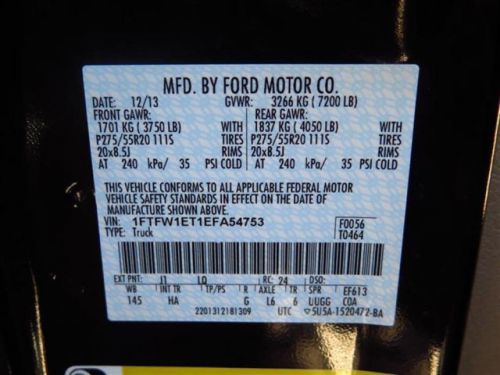 MFD. BY FORD MOTOR CO.
DATE: 12/13 GVWR: 3266 KG ( 7200 LB)
FRONT GAWR: REAR GAWR:
1701 KG ( 3750 LB) WITH 1837 KG ( 4050 LB) WITH
P275/55R20 111S TIRES P275/55R20 111S TIRES
20x8.5J RIMS 20x8.5J RIMS
AT 240 kPa/ 35 PSI COLD AT 240 kPa/ 35 PSI COLD
THIS VEHICLE CONFORMS TO ALL APPLICABLE FEDERAL MOTOR
VEHICLE SAFETY STANDARDS IN EFFECT ON THE DATE OF
MANUFACTURE SHOWN ABOVE.
VIN: 1FTFW1ET1EFA54753 F0056
TYPE: Truck T0464
EXT PNT: J1 LQ RC: 24 DSO:
WB INT TR TP/PS R AXLE TR SPR EF613
145 HA G L6 6 UUGG COA
2201312181309 UTC ▽5U5A-1520472-BA